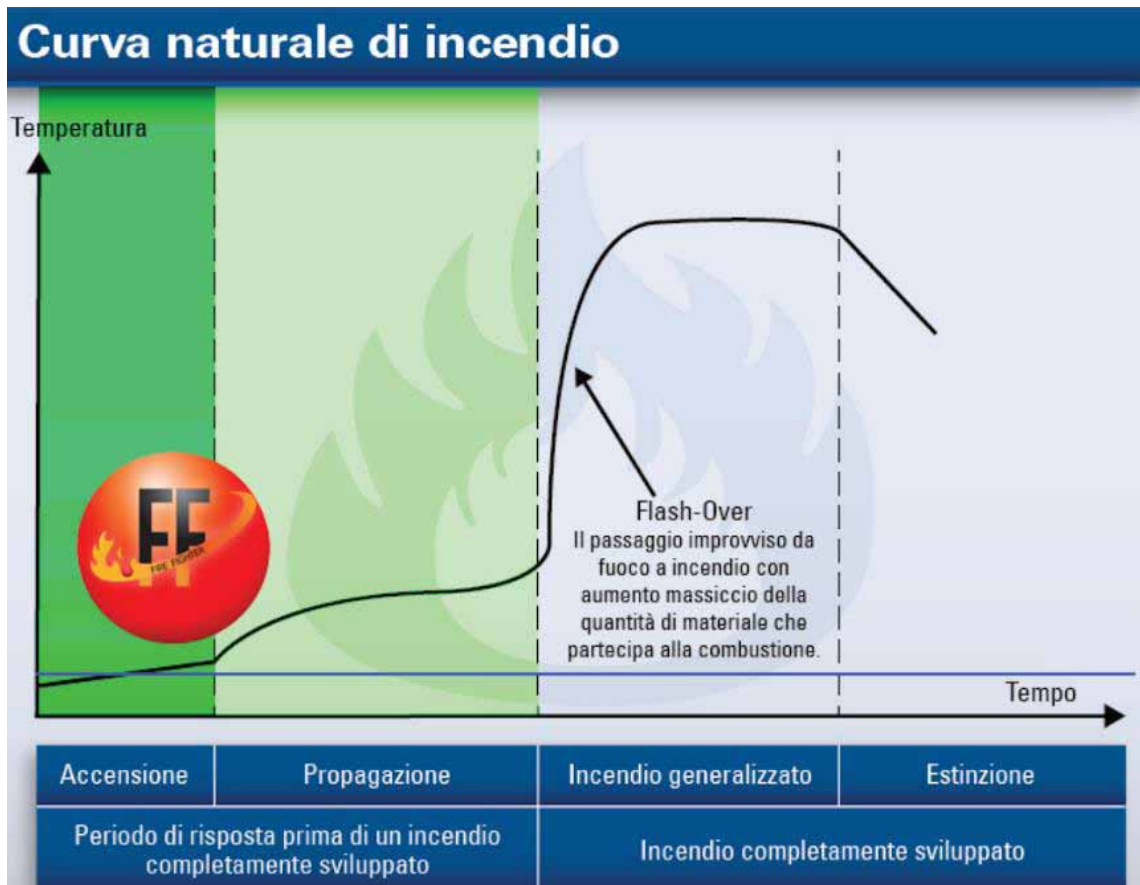 Curva naturale di incendio
Temperatura
FF
FIRE FIGHTER
Flash-Over
Il passaggio improvviso da
fuoco a incendio con
aumento massiccio della
quantità di materiale che
partecipa alla combustione.
Tempo
Accensione
Propagazione
Incendio generalizzato
Estinzione
Periodo di risposta prima di un incendio
completamente sviluppato
Incendio completamente sviluppato